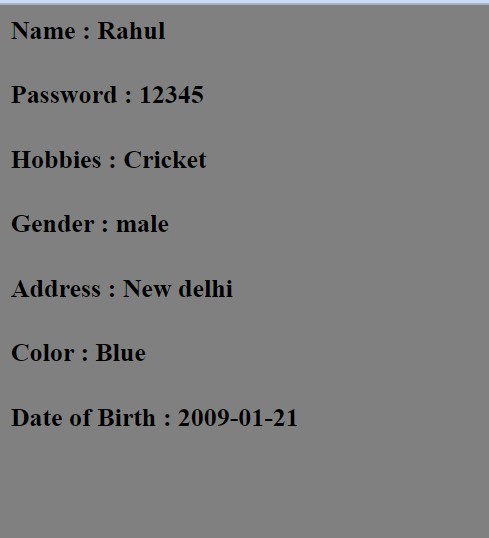 Name : Rahul
Password : 12345
Hobbies : Cricket
Gender : male
Address : New delhi
Color : Blue
Date of Birth : 2009-01-21